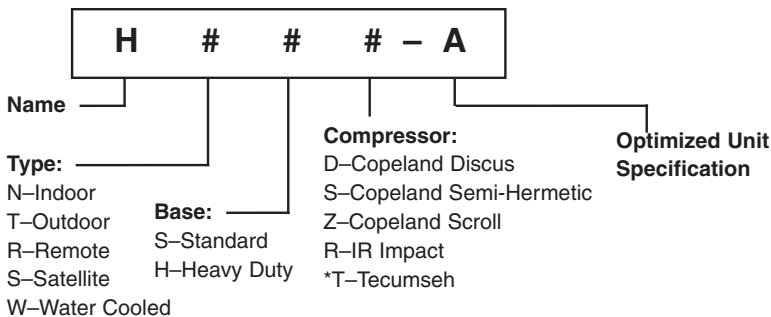 H # # # – A
Name
Type:
N–Indoor
T–Outdoor
R–Remote
S–Satellite
W–Water Cooled
Base:
S–Standard
H–Heavy Duty
Compressor:
D–Copeland Discus
S–Copeland Semi-Hermetic
Z–Copeland Scroll
R–IR Impact
*T–Tecumseh
Optimized Unit
Specification